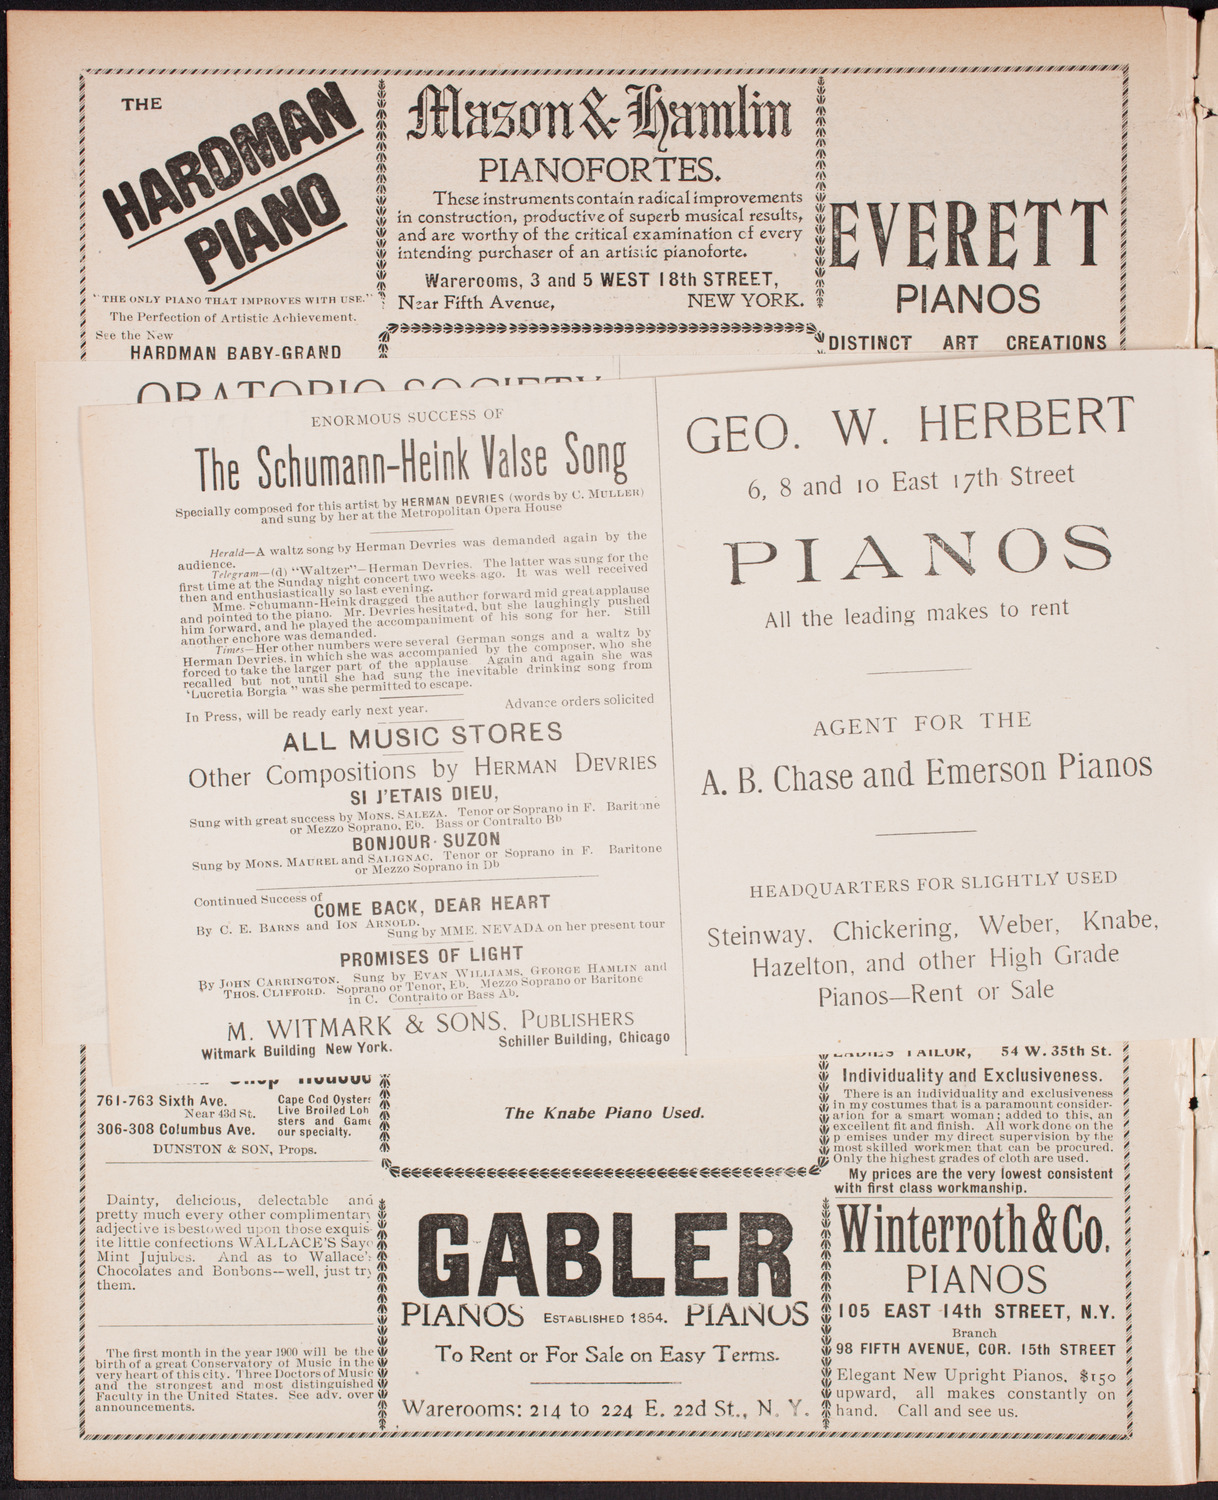 THE
HARDMAN
PIANO
"THE ONLY PIANO THAT IMPROVES WITH USE."
The Perfection of Artistic Achievement.
See the New
HARDMAN BABY-GRAND
Mason & Hamlin
PIANOFORTES.
These instruments contain radical improvements
in construction, productive of superb musical results,
and are worthy of the critical examination of every
intending purchaser of an artistic pianoforte.
Warerooms, 3 and 5 WEST 18th STREET,
Near Fifth Avenue, NEW YORK.
EVERETT
PIANOS
DISTINCT ART CREATIONS
ORATORIO SOCIETY
ENORMOUS SUCCESS OF
The Schumann-Heink Valse Song
Specially composed for this artist by HERMAN DEVRIES (words by C. MULLER)
and sung by her at the Metropolitan Opera House
Herald—A waltz song by Herman Devries was demanded again by the
audience.
Telegram—(d) "Waltzer"—Herman Devries. The latter was sung for the
first time at the Sunday night concert two weeks ago. It was well received
then and enthusiastically so last evening.
Mme. Schumann-Heink dragged the author forward mid great applause
and pointed to the piano. Mr. Devries hesitated, but she laughingly pushed
him forward, and he played the accompaniment of his song for her. Still
another enchore was demanded.
Times—Her other numbers were several German songs and a waltz by
Herman Devries, in which she was accompanied by the composer, who she
forced to take the larger part of the applause. Again and again she was
recalled but not until she had sung the inevitable drinking song from
'Lucretia Borgia" was she permitted to escape.
In Press, will be ready early next year. Advance orders solicited
ALL MUSIC STORES
Other Compositions by HERMAN DEVRIES
SI J'ETAIS DIEU,
Sung with great success by MONS. SALEZA. Tenor or Soprano in F. Baritone
or Mezzo Soprano, Eb. Bass or Contralto Bb
BONJOUR SUZON
Sung by MONS. MAUREL and SALIGNAC. Tenor or Soprano in F. Baritone
or Mezzo Soprano in Db
Continued Success of
COME BACK, DEAR HEART
By C. E. BARNS and ION ARNOLD. Sung by MME. NEVADA on her present tour
PROMISES OF LIGHT
By JOHN CARRINGTON. Sung by EVAN WILLIAMS, GEORGE HAMLIN and
THOS. CLIFFORD. Soprano or Tenor, Eb. Mezzo Soprano or Baritone
in C. Contralto or Bass Ab.
M. WITMARK & SONS, PUBLISHERS
Witmark Building New York. Schiller Building, Chicago
GEO. W. HERBERT
6, 8 and 10 East 17th Street
PIANOS
All the leading makes to rent
AGENT FOR THE
A. B. Chase and Emerson Pianos
HEADQUARTERS FOR SLIGHTLY USED
Steinway, Chickering, Weber, Knabe,
Hazelton, and other High Grade
Pianos—Rent or Sale
761-763 Sixth Ave.
Near 43d St.
306-308 Columbus Ave.
Cape Cod Oysters
Live Broiled Lob
sters and Game
our specialty.
DUNSTON & SON, Props.
Dainty, delicious, delectable and
pretty much every other complimentary
adjective is bestowed upon those exquis-
ite little confections WALLACE'S Sayo
Mint Jujubes. And as to Wallace's
Chocolates and Bonbons—well, just try
them.
The first month in the year 1900 will be the
birth of a great Conservatory of Music in the
very heart of this city. Three Doctors of Music
and the strongest and most distinguished
Faculty in the United States. See adv. over
announcements.
The Knabe Piano Used.
GABLER
PIANOS ESTABLISHED 1854. PIANOS
To Rent or For Sale on Easy Terms.
Warerooms: 214 to 224 E. 22d St., N. Y.
LADIES TAILOR, 54 W. 35th St.
Individuality and Exclusiveness.
There is an individuality and exclusiveness
in my costumes that is a paramount consider-
ation for a smart woman; added to this, an
excellent fit and finish. All work done on the
p emises under my direct supervision by the
most skilled workmen that can be procured.
Only the highest grades of cloth are used.
My prices are the very lowest consistent
with first class workmanship.
Winterroth & Co.
PIANOS
105 EAST 14th STREET, N.Y.
Branch
98 FIFTH AVENUE, COR. 15th STREET
Elegant New Upright Pianos, $150
upward, all makes constantly on
hand. Call and see us.